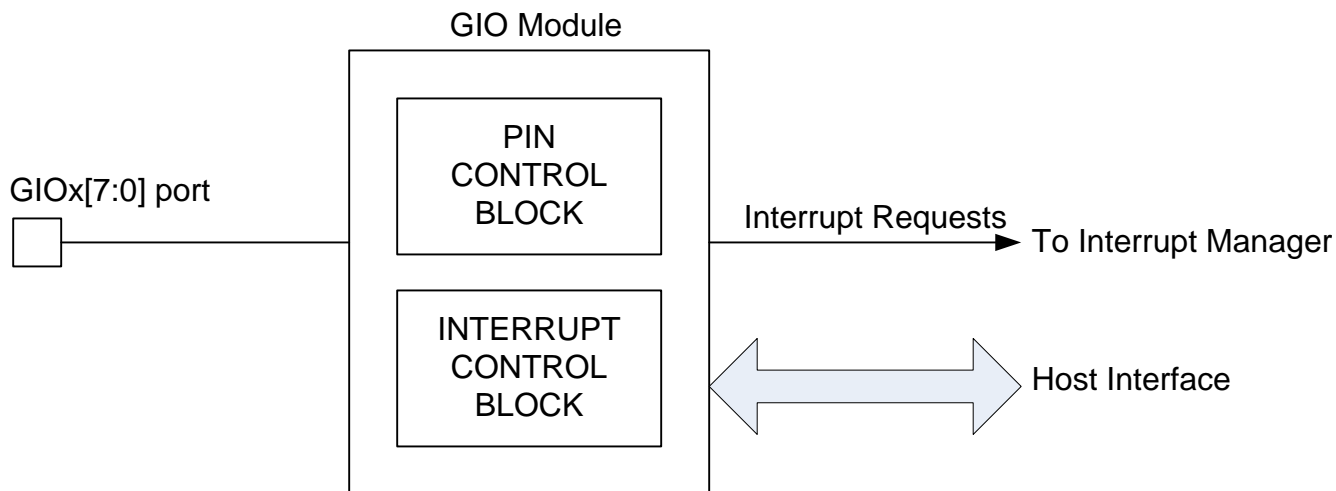 GIO Module
PIN
CONTROL
BLOCK
GIOx[7:0] port
Interrupt Requests
To Interrupt Manager
INTERRUPT
CONTROL
BLOCK
Host Interface